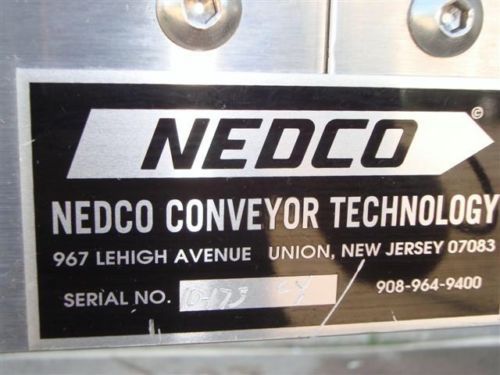 ©
NEDCO
NEDCO CONVEYOR TECHNOLOGY
967 LEHIGH AVENUE UNION, NEW JERSEY 07083
SERIAL NO. 908-964-9400